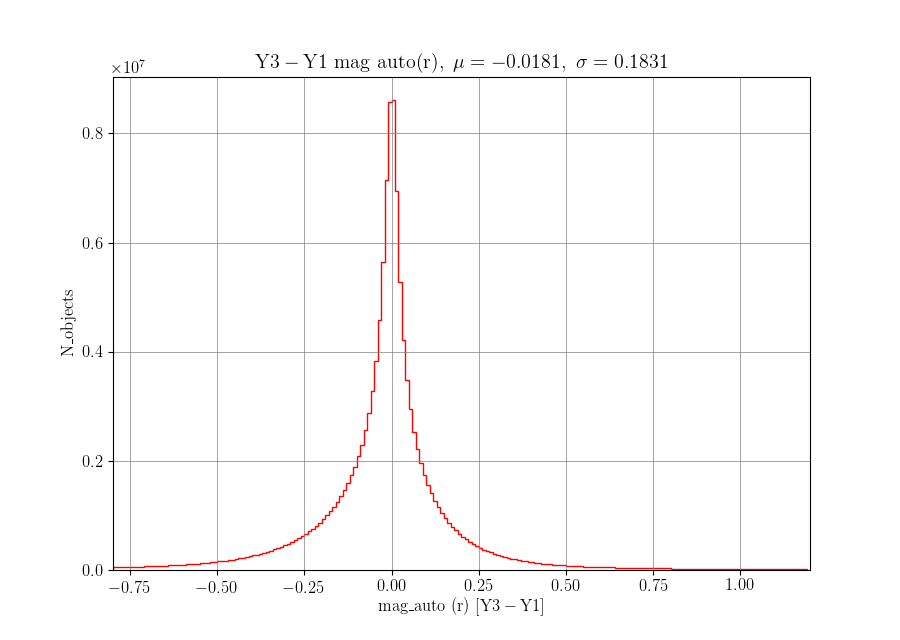 Y3 − Y1 mag auto(r), μ = −0.0181, σ = 0.1831
×10⁷
0.8
0.6
0.4
0.2
0.0
N_objects
−0.75 −0.50 −0.25 0.00 0.25 0.50 0.75 1.00
mag_auto (r) [Y3 − Y1]